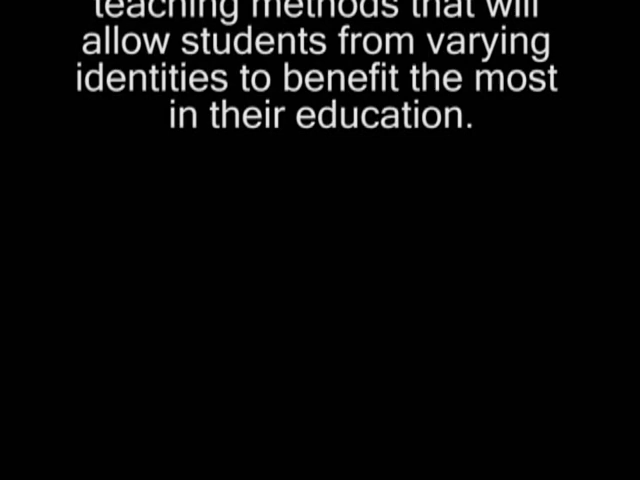 teaching methods that will
allow students from varying
identities to benefit the most
in their education.